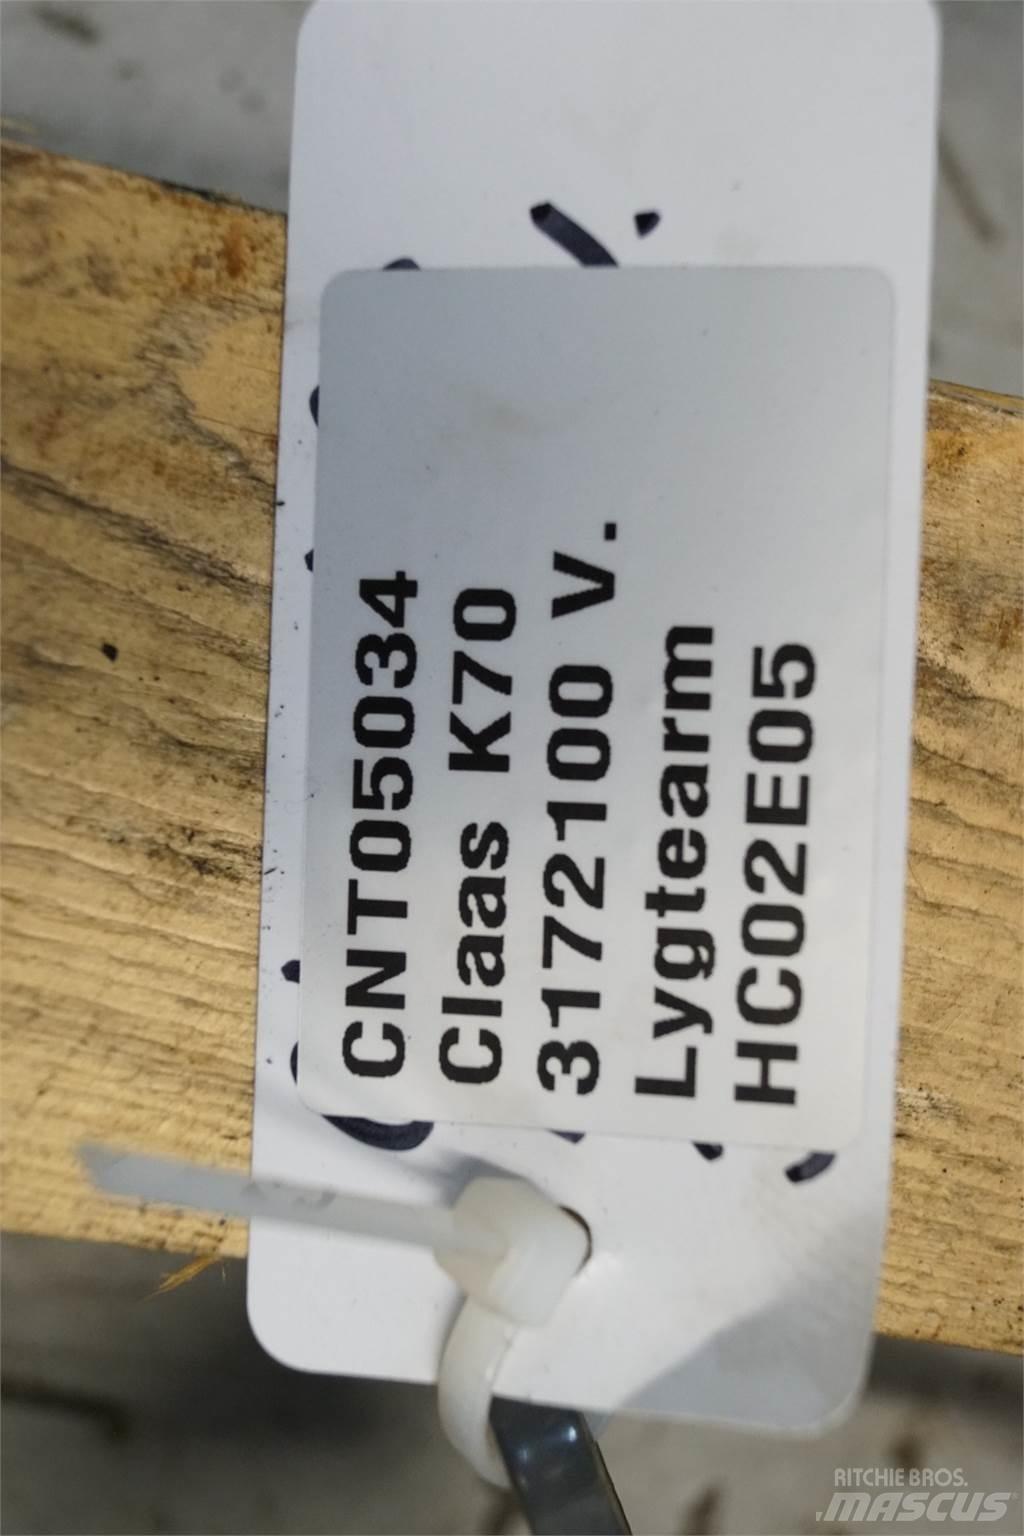 CNT05034
Claas K70
3172100 V.
Lygtearm
HC02E05
RITCHIE BROS.
MASCUS